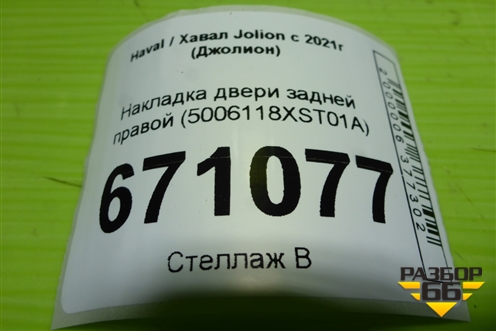 Haval / Хавал Jolion с 2021г
(Джолион)
Накладка двери задней
правой (5006118XST01A)
671077
Стеллаж В
РАЗБОР
66